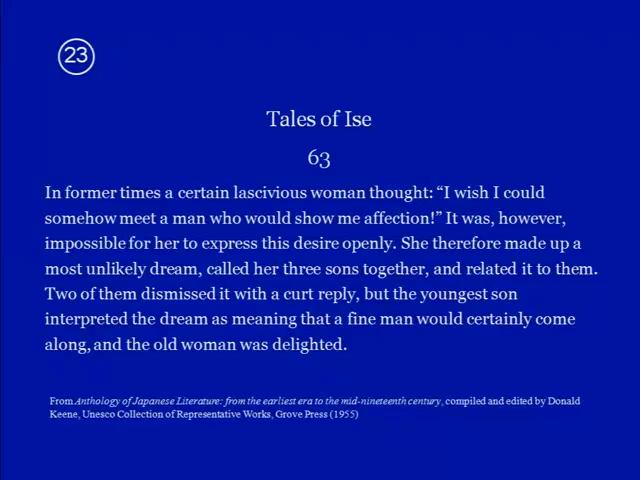 23
Tales of Ise
63
In former times a certain lascivious woman thought: “I wish I could
somehow meet a man who would show me affection!” It was, however,
impossible for her to express this desire openly. She therefore made up a
most unlikely dream, called her three sons together, and related it to them.
Two of them dismissed it with a curt reply, but the youngest son
interpreted the dream as meaning that a fine man would certainly come
along, and the old woman was delighted.
From Anthology of Japanese Literature: from the earliest era to the mid-nineteenth century, compiled and edited by Donald
Keene, Unesco Collection of Representative Works, Grove Press (1955)